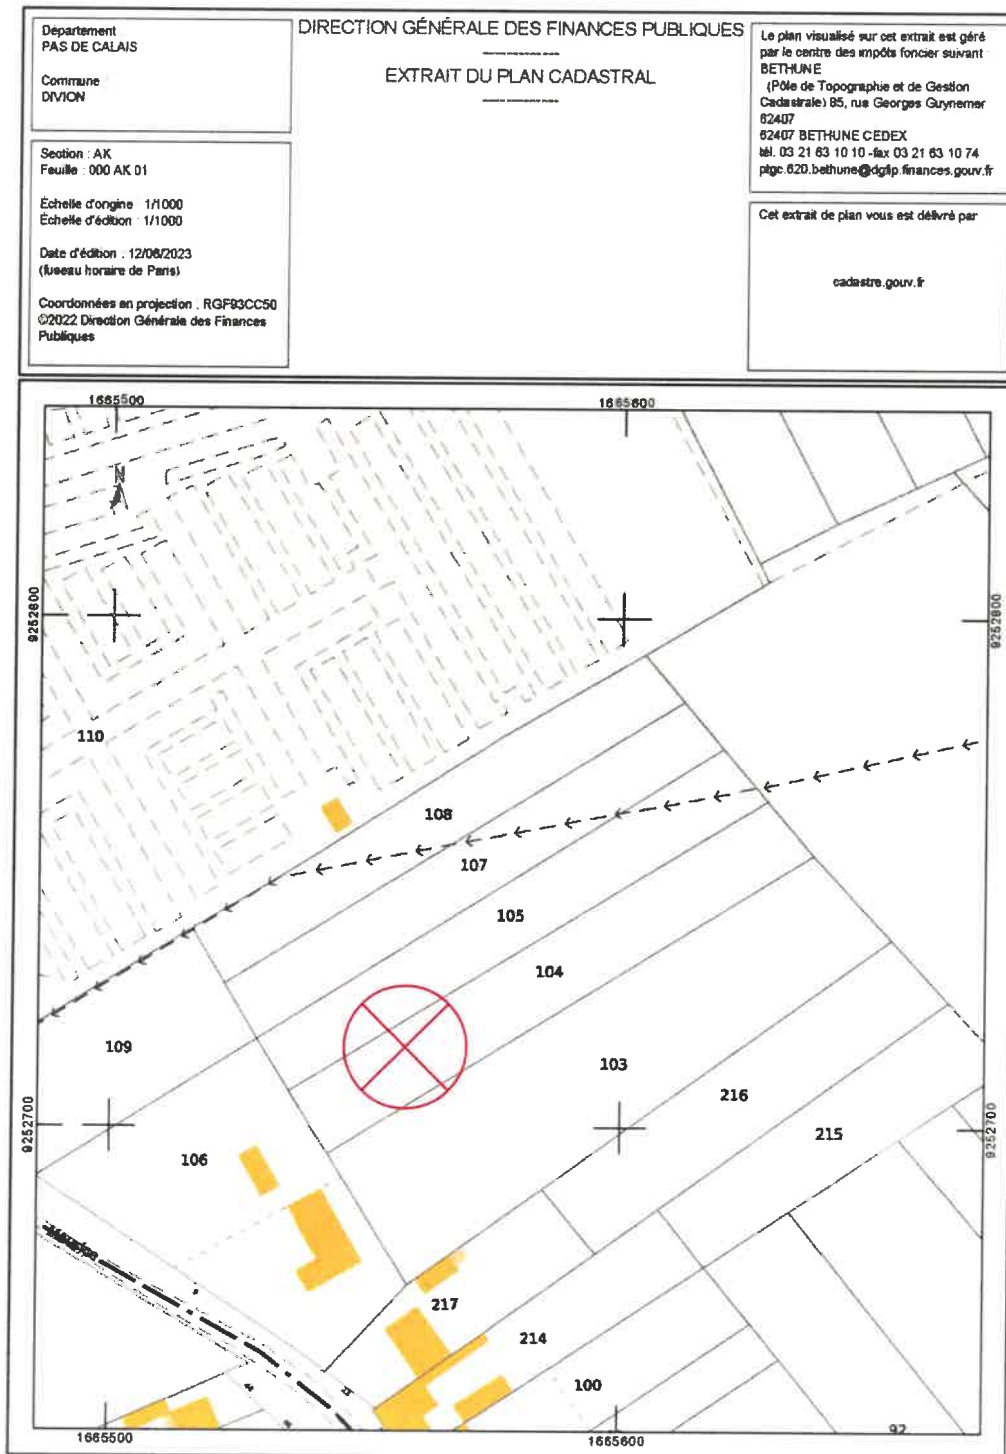 Département
PAS DE CALAIS
Commune
DIVION
Section : AK
Feuille : 000 AK 01
Échelle d'origine : 1/1000
Échelle d'édition : 1/1000
Date d'édition : 12/06/2023
(fuseau horaire de Paris)
Coordonnées en projection : RGF93CC50
©2022 Direction Générale des Finances
Publiques
DIRECTION GÉNÉRALE DES FINANCES PUBLIQUES
EXTRAIT DU PLAN CADASTRAL
Le plan visualisé sur cet extrait est géré
par le centre des impôts foncier suivant
BETHUNE
(Pôle de Topographie et de Gestion
Cadastrale) 85, rue Georges Guynemer
62407
62407 BETHUNE CEDEX
tél. 03 21 63 10 10 -fax 03 21 63 10 74
ptgc.620.bethune@dgfip.finances.gouv.fr
Cet extrait de plan vous est délivré par
cadastre.gouv.fr
1665500
1665600
N
9252800
9252800
110
108
107
105
104
109
103
216
9252700
9252700
215
106
217
214
100
92
1665500
1665600